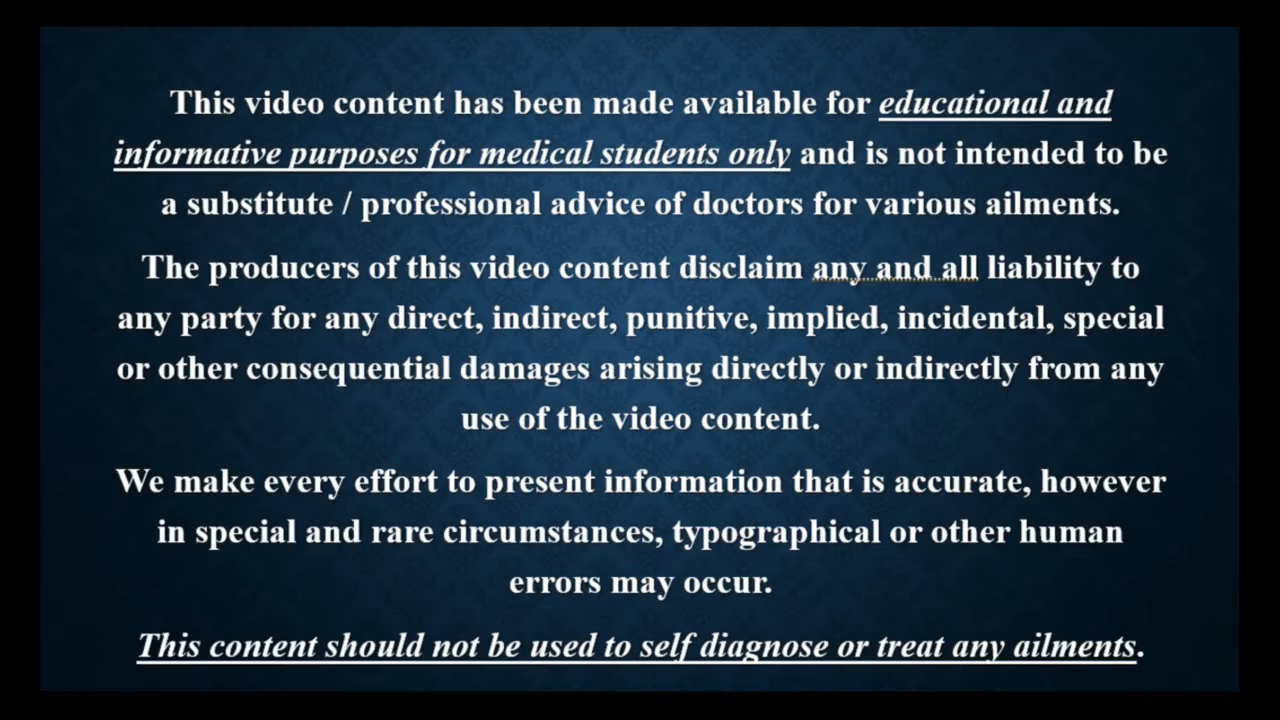 This video content has been made available for educational and
informative purposes for medical students only and is not intended to be
a substitute / professional advice of doctors for various ailments.
The producers of this video content disclaim any and all liability to
any party for any direct, indirect, punitive, implied, incidental, special
or other consequential damages arising directly or indirectly from any
use of the video content.
We make every effort to present information that is accurate, however
in special and rare circumstances, typographical or other human
errors may occur.
This content should not be used to self diagnose or treat any ailments.